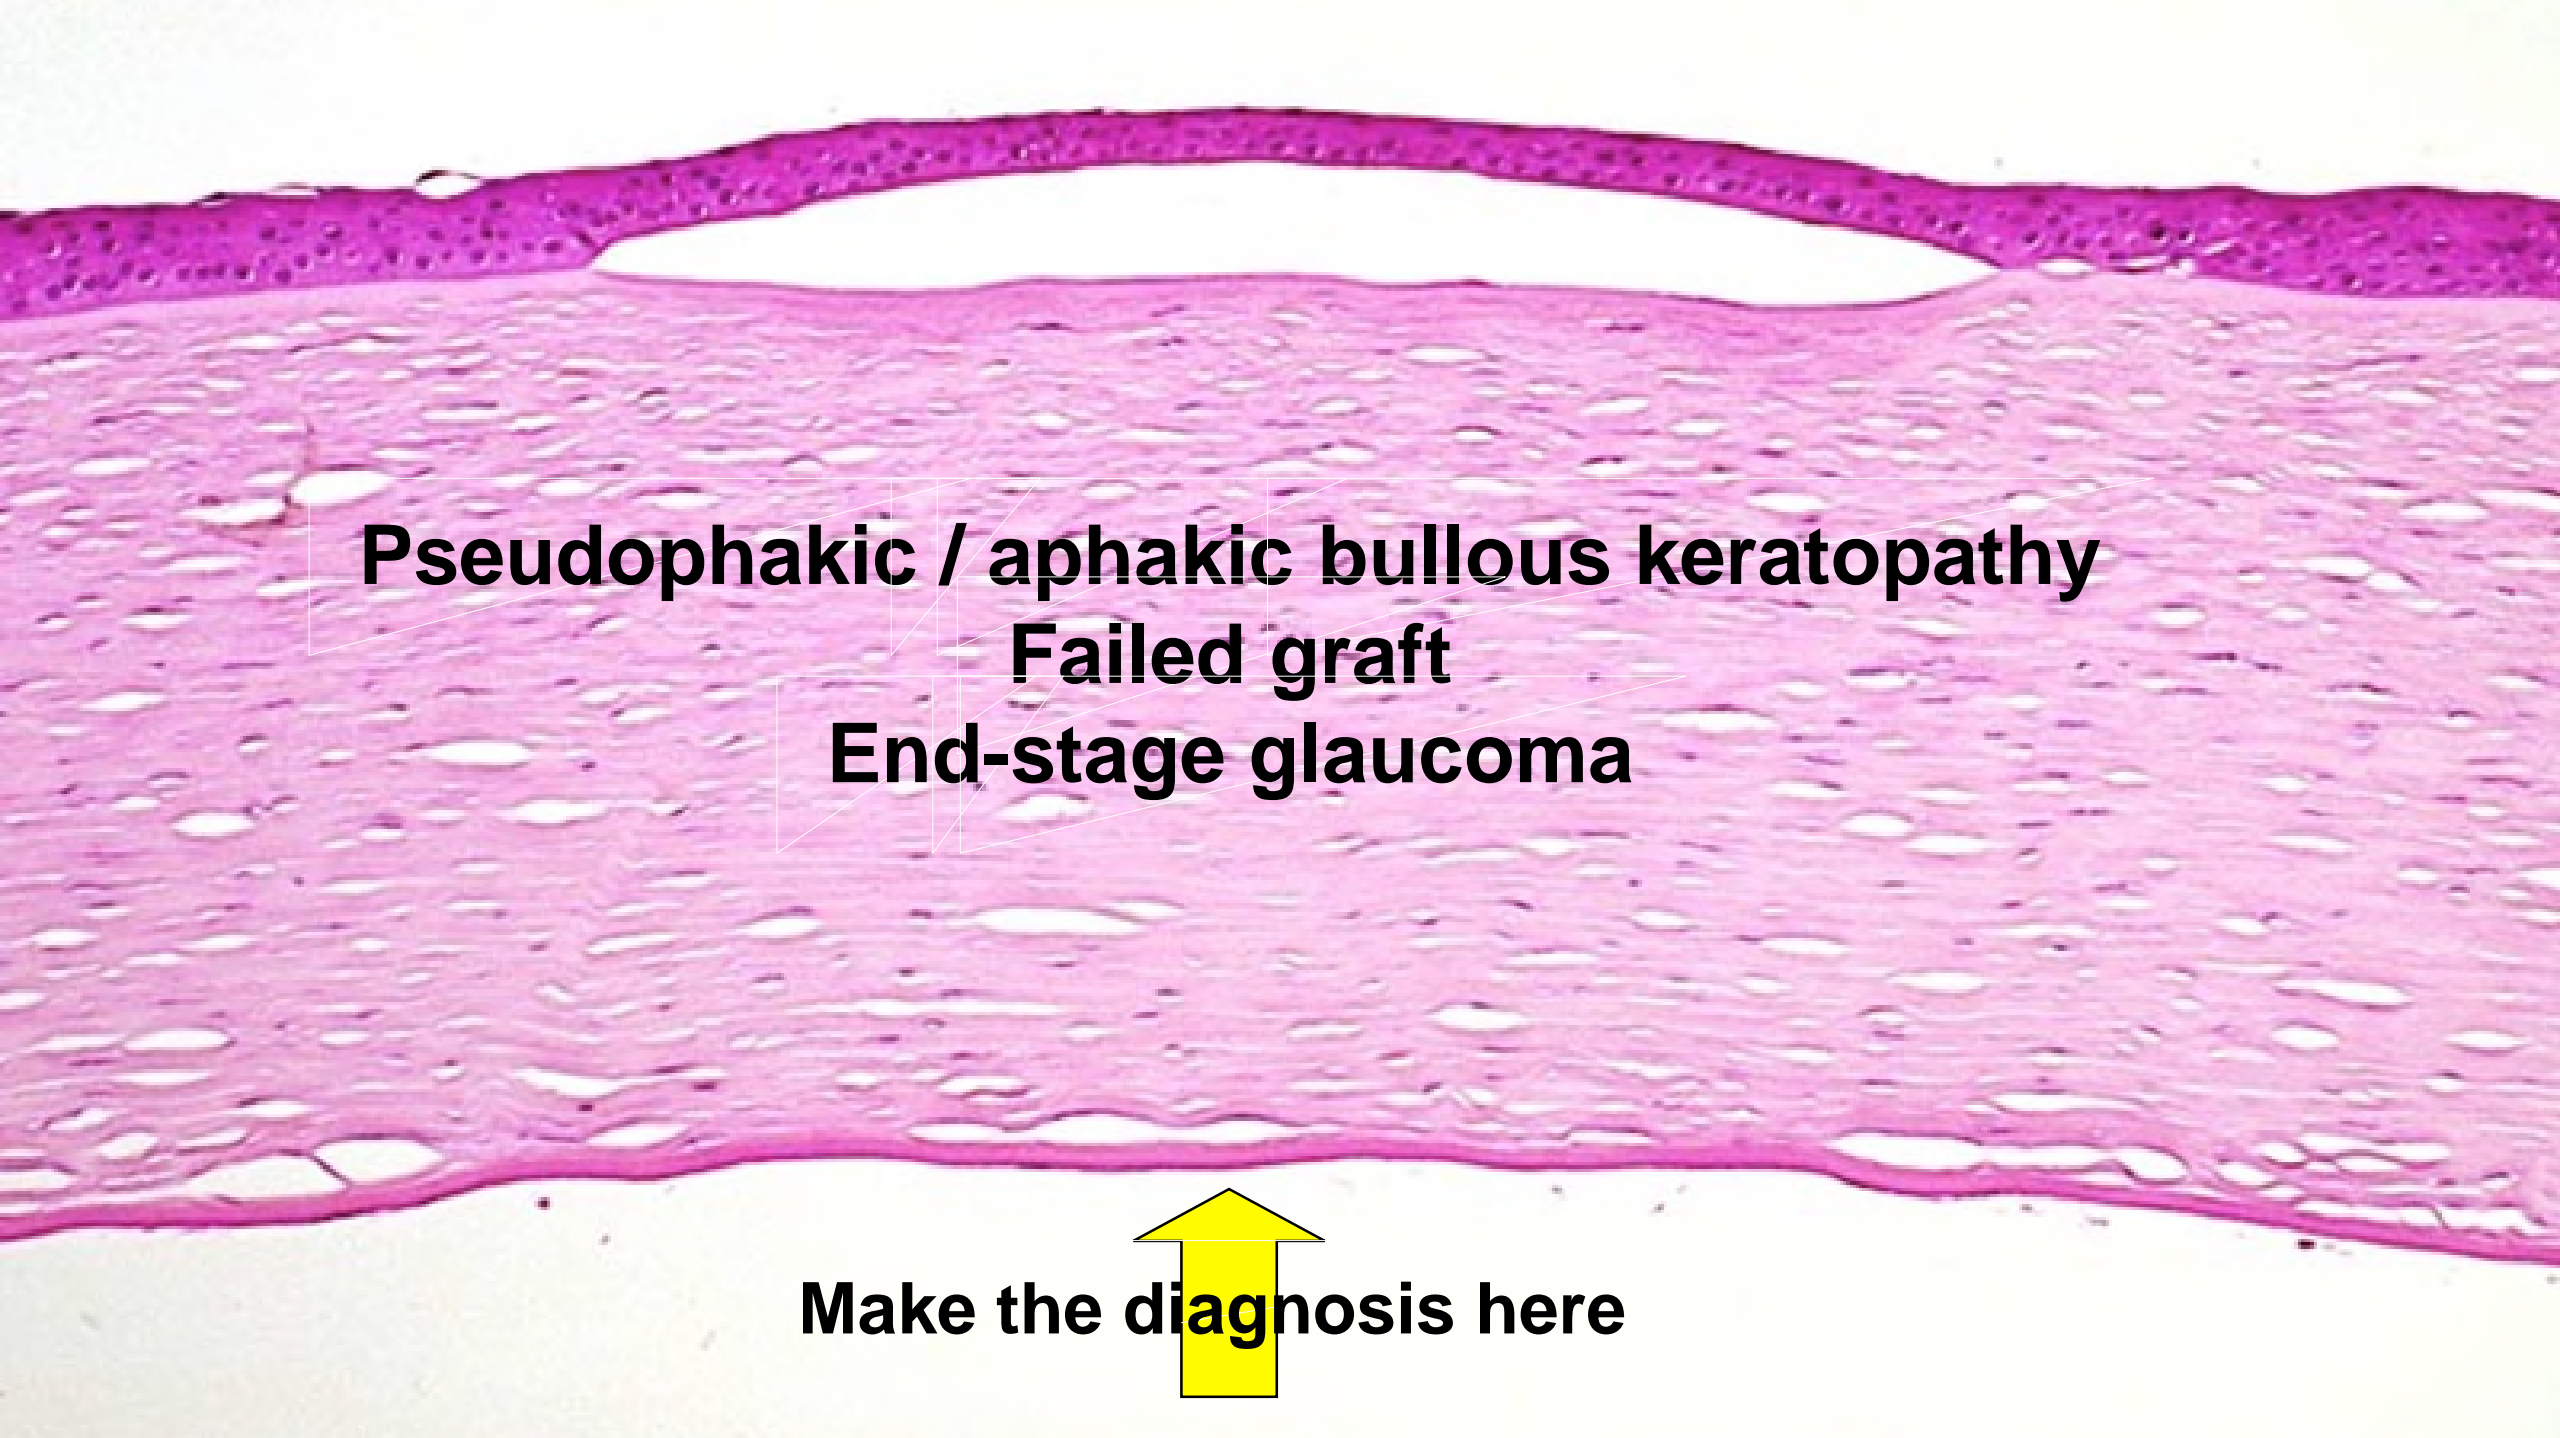 Pseudophakic / aphakic bullous keratopathy
Failed graft
End-stage glaucoma
Make the diagnosis here